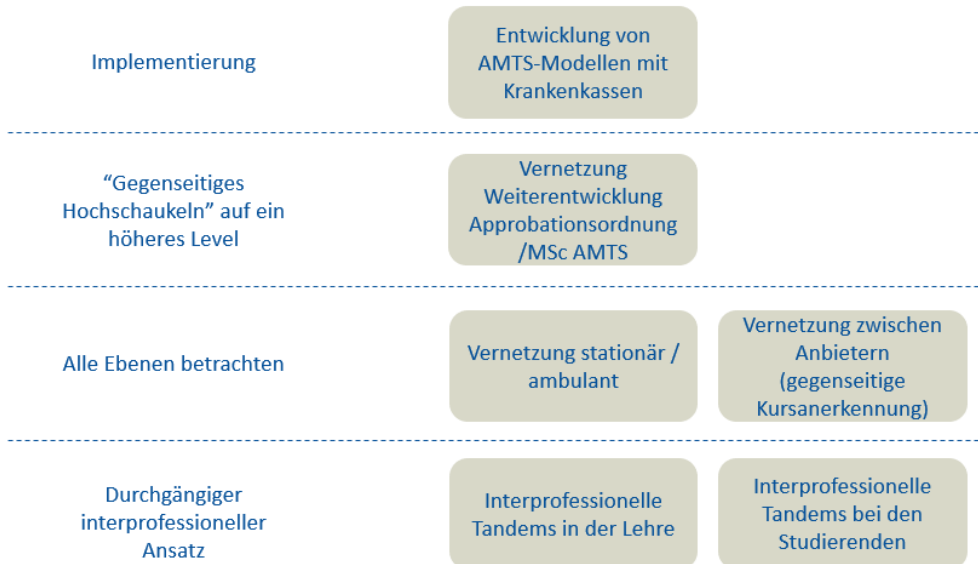 Implementierung
Entwicklung von
AMTS-Modellen mit
Krankenkassen
“Gegenseitiges
Hochschaukeln” auf ein
höheres Level
Vernetzung
Weiterentwicklung
Approbationsordnung
/MSc AMTS
Alle Ebenen betrachten
Vernetzung stationär /
ambulant
Vernetzung zwischen
Anbietern
(gegenseitige
Kursanerkennung)
Durchgängiger
interprofessioneller
Ansatz
Interprofessionelle
Tandems in der Lehre
Interprofessionelle
Tandems bei den
Studierenden